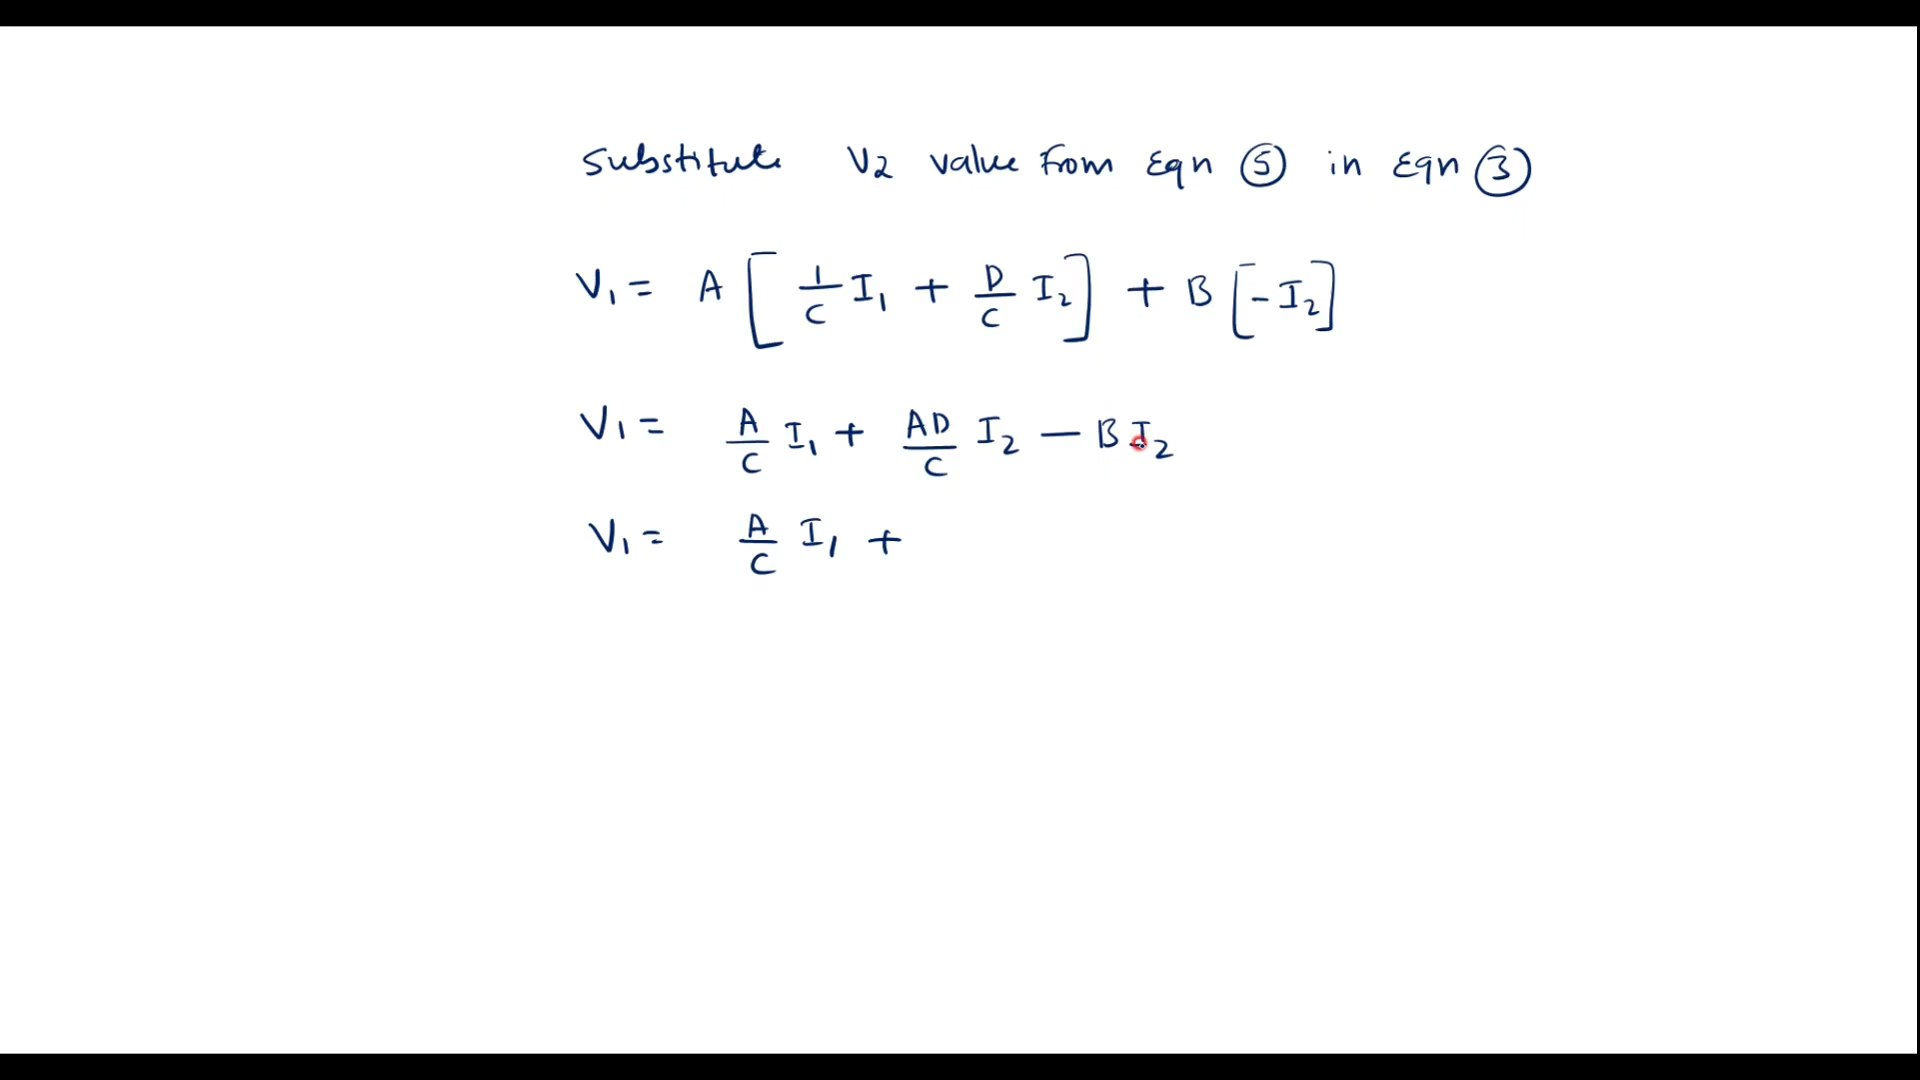 Substitute V2 value from Eqn ⑤ in Eqn ③
V₁ = A [ 1/C I₁ + D/C I₂ ] + B [ - I₂ ]
V₁ = A/C I₁ + AD/C I₂ — B I₂
V₁ = A/C I₁ +